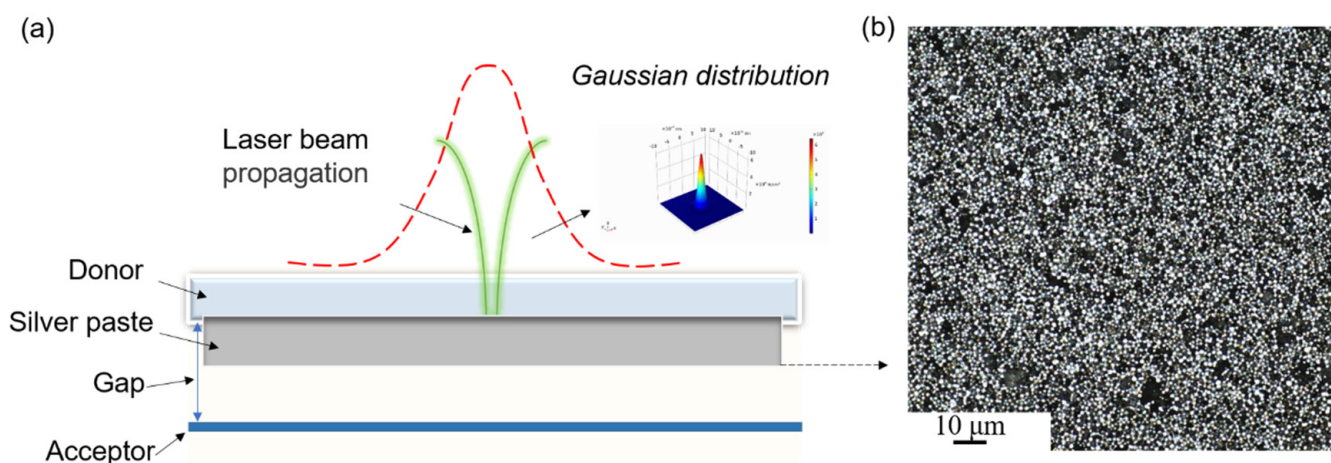 (a)
Gaussian distribution
Laser beam
propagation
Donor
Silver paste
Gap
Acceptor
(b)
10 μm